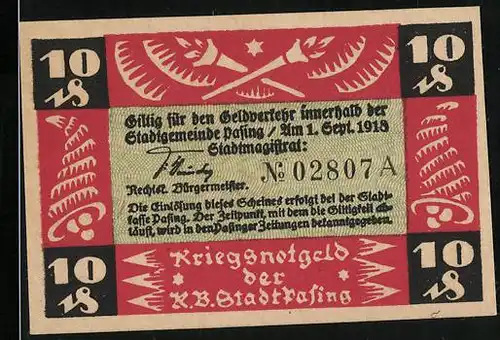 10 10
₰ ₰
Giltig für den Geldverkehr innerhalb der
Stadtgemeinde Pasing / Am 1. Sept. 1918
Stadtmagistrat:
№ 02807 A
Rechtsk. Bürgermeister.
Die Einlösung dieses Scheines erfolgt bei der Stadt-
kasse Pasing. Der Zeitpunkt, mit dem die Giltigkeit ab-
läuft, wird in den Pasinger Zeitungen bekanntgegeben.
Kriegsnotgeld
der
K.B. Stadt Pasing
10 10
₰ ₰